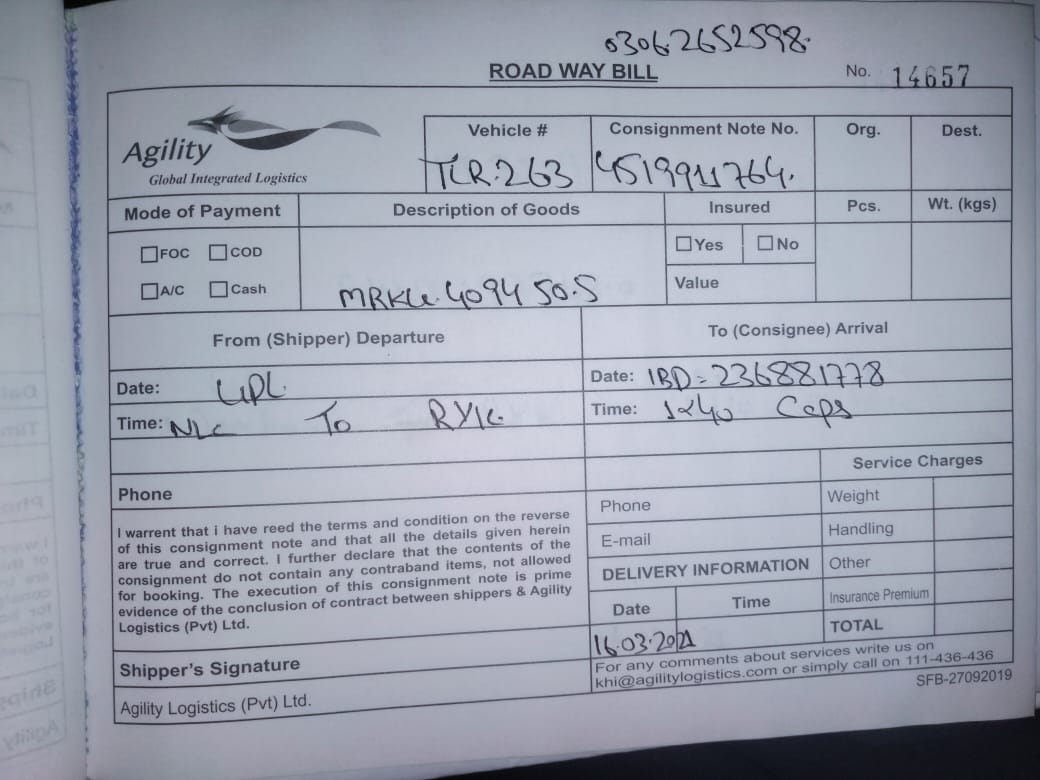 03062652598.
ROAD WAY BILL
No. 14657
Agility
Global Integrated Logistics
Vehicle #
Consignment Note No.
Org.
Dest.
TLR.263
Mode of Payment
Description of Goods
Insured
Pcs.
Wt. (kgs)
FOC
COD
Yes
No
A/C
Cash
MRKU.409450.5
Value
From (Shipper) Departure
To (Consignee) Arrival
Date: UPL.
Date: IBD=236881778
Time: NLC To RYK.
Time: 1x40 Caps
Phone
Service Charges
I warrent that i have reed the terms and condition on the reverse
of this consignment note and that all the details given herein
are true and correct. I further declare that the contents of the
consignment do not contain any contraband items, not allowed
for booking. The execution of this consignment note is prime
evidence of the conclusion of contract between shippers & Agility
Logistics (Pvt) Ltd.
Phone
Weight
E-mail
Handling
DELIVERY INFORMATION
Other
Date
Time
Insurance Premium
16.03.2021
TOTAL
Shipper's Signature
For any comments about services write us on
khi@agilitylogistics.com or simply call on 111-436-436
Agility Logistics (Pvt) Ltd.
SFB-27092019